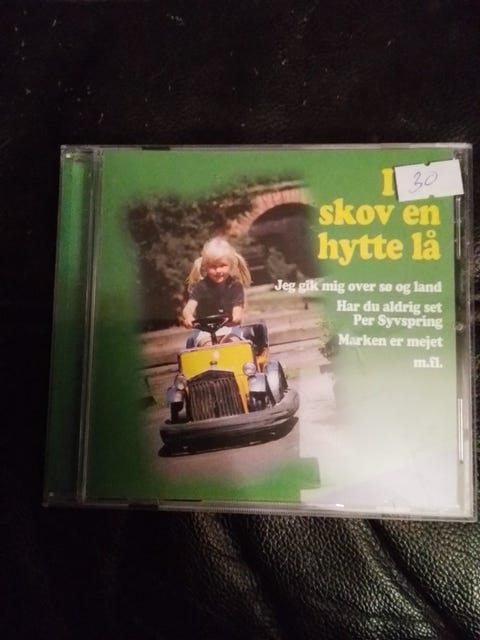 I
30
skov en
hytte lå
Jeg gik mig over sø og land
Har du aldrig set
Per Syvspring
Marken er mejet
m.fl.